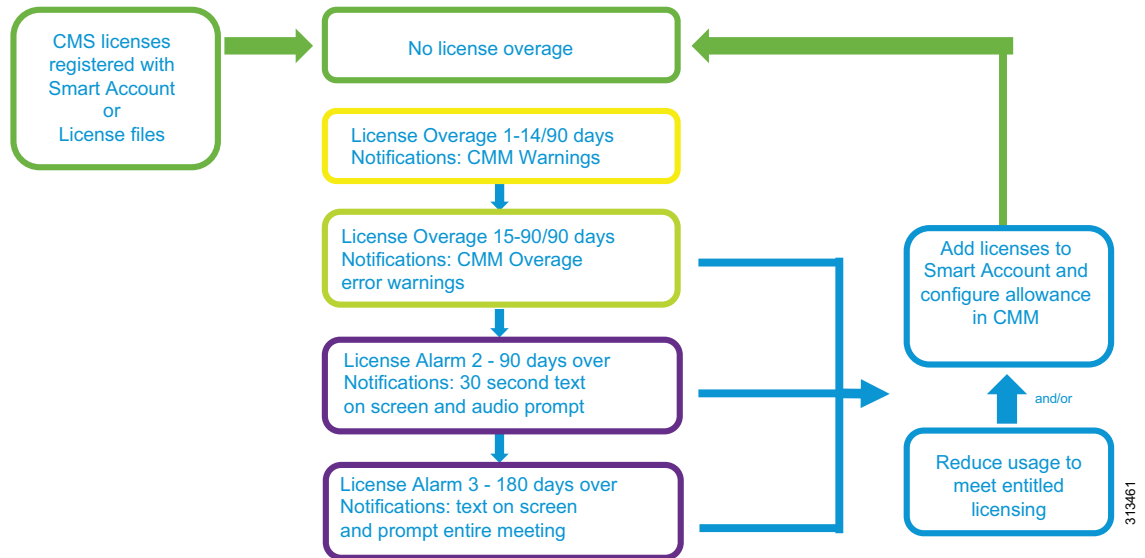 CMS licenses
registered with
Smart Account
or
License files
No license overage
License Overage 1-14/90 days
Notifications: CMM Warnings
License Overage 15-90/90 days
Notifications: CMM Overage
error warnings
License Alarm 2 - 90 days over
Notifications: 30 second text
on screen and audio prompt
License Alarm 3 - 180 days over
Notifications: text on screen
and prompt entire meeting
Add licenses to
Smart Account and
configure allowance
in CMM
and/or
Reduce usage to
meet entitled
licensing
313461